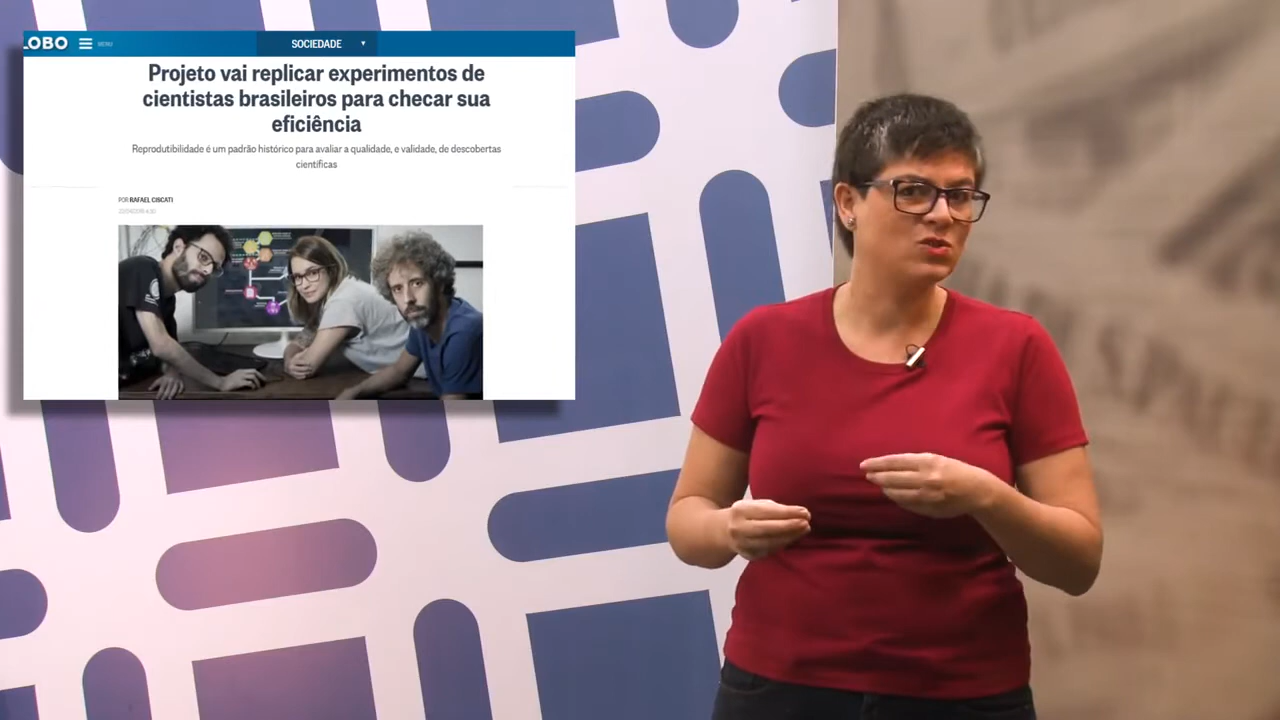 LOBO
MENU
SOCIEDADE
Projeto vai replicar experimentos de
cientistas brasileiros para checar sua
eficiência
Reprodutibilidade é um padrão histórico para avaliar a qualidade, e validade, de descobertas
científicas
POR RAFAEL CISCATI